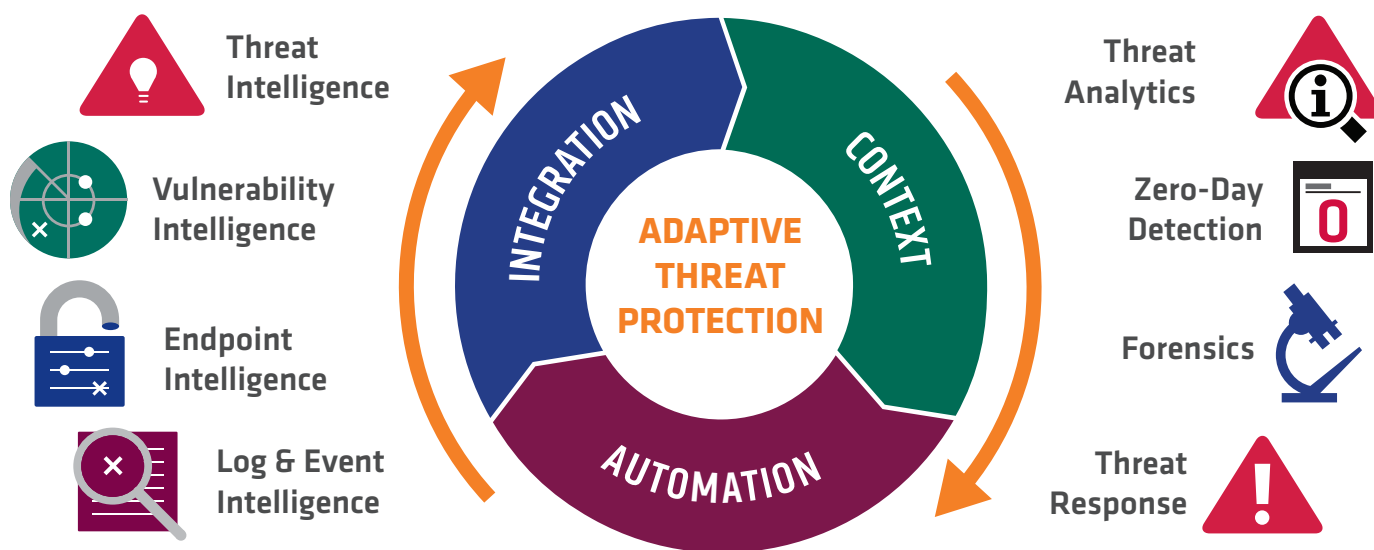 Threat
Intelligence
Vulnerability
Intelligence
Endpoint
Intelligence
Log & Event
Intelligence
INTEGRATION
CONTEXT
AUTOMATION
ADAPTIVE
THREAT
PROTECTION
Threat
Analytics
i
Zero-Day
Detection
0
Forensics
Threat
Response
!